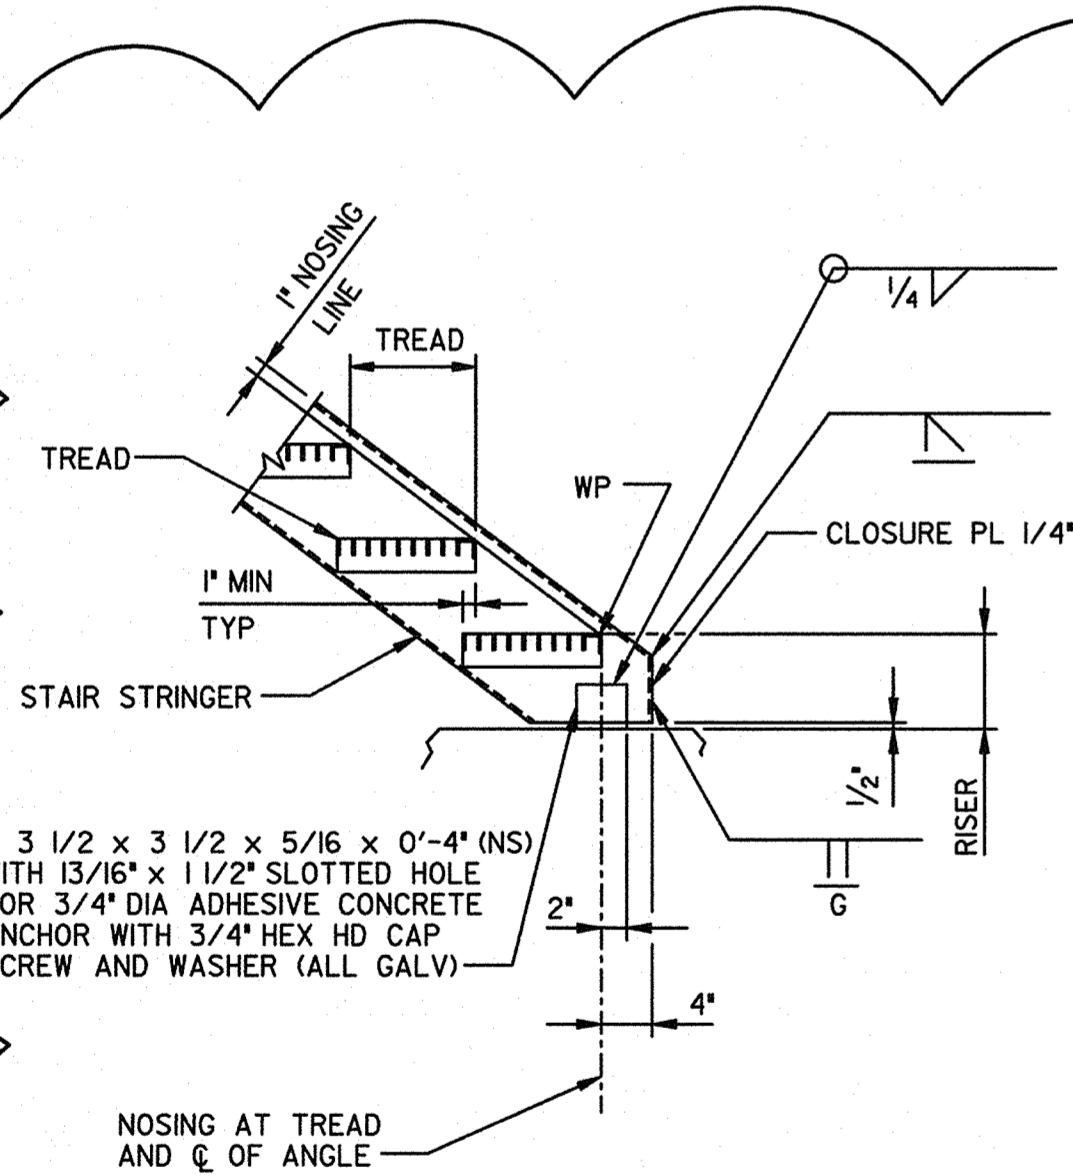 1" NOSING
LINE
TREAD
1/4
TREAD
WP
CLOSURE PL 1/4"
1" MIN
TYP
STAIR STRINGER
1/2"
RISER
3 1/2 x 3 1/2 x 5/16 x 0'-4" (NS)
ITH 13/16" x 1 1/2" SLOTTED HOLE
OR 3/4" DIA ADHESIVE CONCRETE
NCHOR WITH 3/4" HEX HD CAP
CREW AND WASHER (ALL GALV)
G
2"
4"
NOSING AT TREAD
AND ℄ OF ANGLE